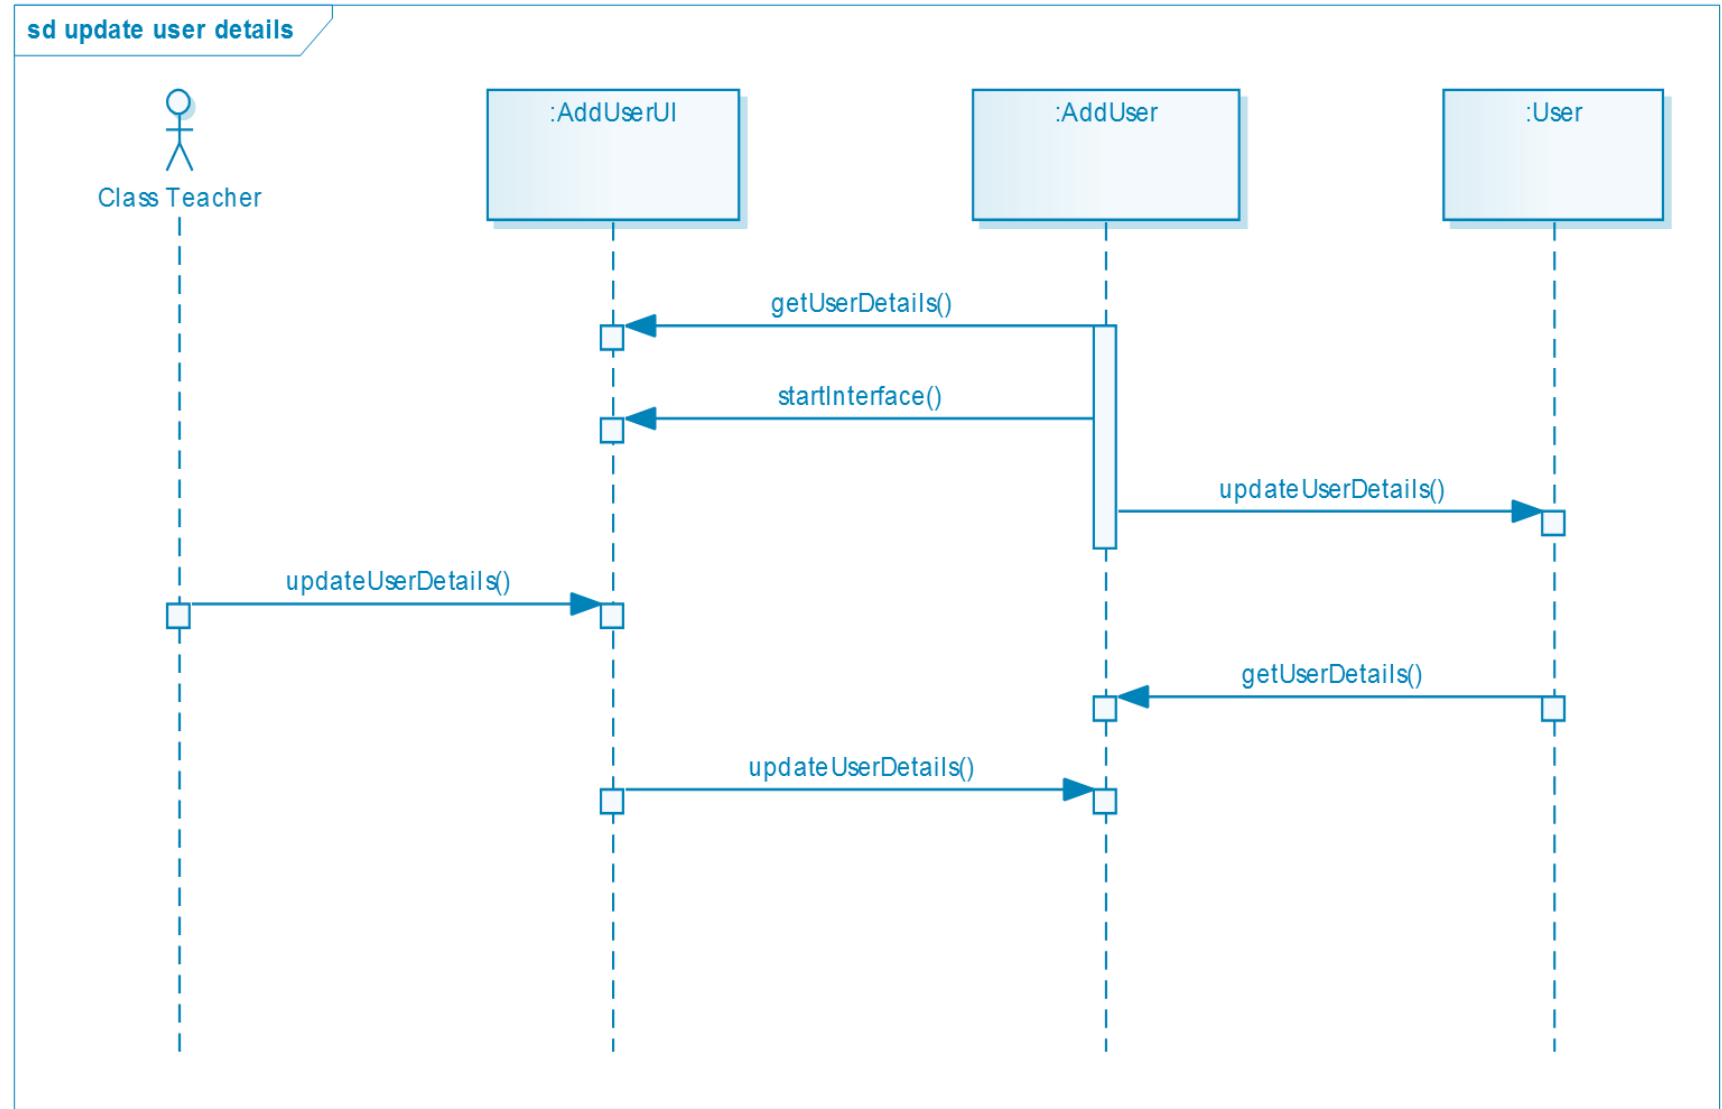 sd update user details
Class Teacher
:AddUserUI
:AddUser
:User
getUserDetails()
startInterface()
updateUserDetails()
updateUserDetails()
getUserDetails()
updateUserDetails()